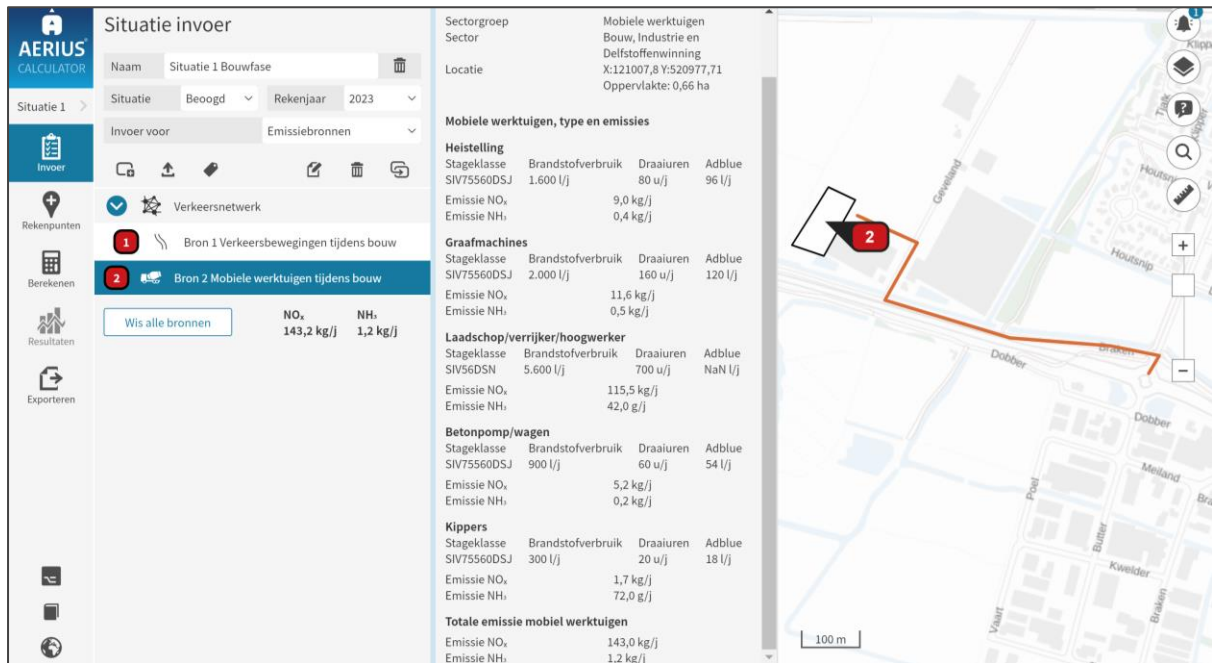 AERIUS
CALCULATOR
Situatie 1
Invoer
Rekenpunten
Berekenen
Resultaten
Exporteren
Situatie invoer
Naam Situatie 1 Bouwfase
Situatie Beoogd Rekenjaar 2023
Invoer voor Emissiebronnen
Verkeersnetwerk
1 Bron 1 Verkeersbewegingen tijdens bouw
2 Bron 2 Mobiele werktuigen tijdens bouw
Wis alle bronnen
NOₓ NH₃
143,2 kg/j 1,2 kg/j
Sectorgroep Mobiele werktuigen
Sector Bouw, Industrie en
Delfstoffenwinning
Locatie X:121007,8 Y:520977,71
Oppervlakte: 0,66 ha
Mobiele werktuigen, type en emissies
Heistelling
Stageklasse Brandstofverbruik Draaiuren Adblue
SIV75560DSJ 1.600 l/j 80 u/j 96 l/j
Emissie NOₓ 9,0 kg/j
Emissie NH₃ 0,4 kg/j
Graafmachines
Stageklasse Brandstofverbruik Draaiuren Adblue
SIV75560DSJ 2.000 l/j 160 u/j 120 l/j
Emissie NOₓ 11,6 kg/j
Emissie NH₃ 0,5 kg/j
Laadschop/verrijker/hoogwerker
Stageklasse Brandstofverbruik Draaiuren Adblue
SIV56DSN 5.600 l/j 700 u/j NaN l/j
Emissie NOₓ 115,5 kg/j
Emissie NH₃ 42,0 g/j
Betonpomp/wagen
Stageklasse Brandstofverbruik Draaiuren Adblue
SIV75560DSJ 900 l/j 60 u/j 54 l/j
Emissie NOₓ 5,2 kg/j
Emissie NH₃ 0,2 kg/j
Kippers
Stageklasse Brandstofverbruik Draaiuren Adblue
SIV75560DSJ 300 l/j 20 u/j 18 l/j
Emissie NOₓ 1,7 kg/j
Emissie NH₃ 72,0 g/j
Totale emissie mobiel werktuigen
Emissie NOₓ 143,0 kg/j
Emissie NH₃ 1,2 kg/j
1
Geveland
Houtsnip
2
Braken
Dobber
Dobber
Meiland
Poel
Butter
Kwelder
Vaart
Braken
100 m
+
−